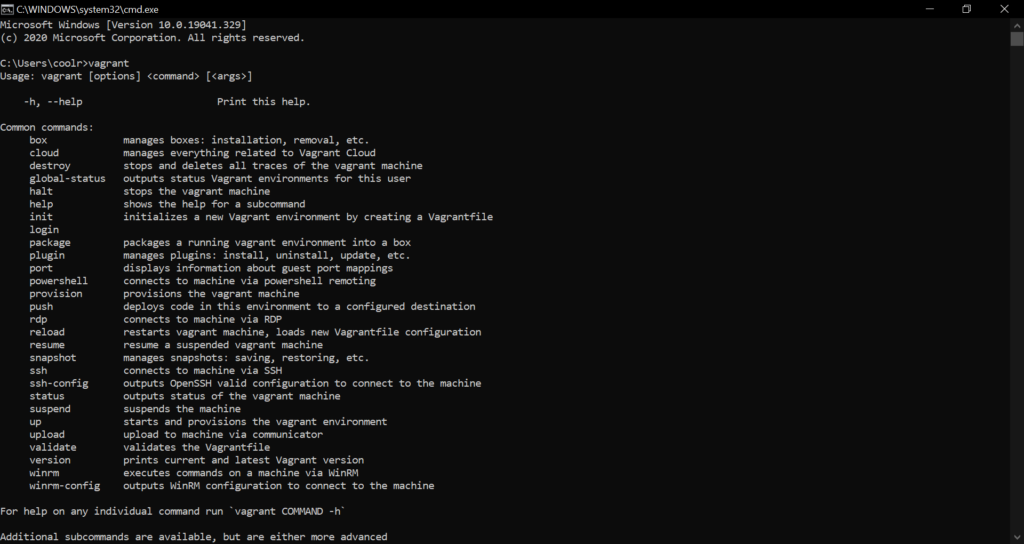 C:\WINDOWS\system32\cmd.exe
Microsoft Windows [Version 10.0.19041.329]
(c) 2020 Microsoft Corporation. All rights reserved.
C:\Users\coolr>vagrant
Usage: vagrant [options] <command> [<args>]
-h, --help                       Print this help.
Common commands:
box             manages boxes: installation, removal, etc.
cloud           manages everything related to Vagrant Cloud
destroy         stops and deletes all traces of the vagrant machine
global-status   outputs status Vagrant environments for this user
halt            stops the vagrant machine
help            shows the help for a subcommand
init            initializes a new Vagrant environment by creating a Vagrantfile
login
package         packages a running vagrant environment into a box
plugin          manages plugins: install, uninstall, update, etc.
port            displays information about guest port mappings
powershell      connects to machine via powershell remoting
provision       provisions the vagrant machine
push            deploys code in this environment to a configured destination
rdp             connects to machine via RDP
reload          restarts vagrant machine, loads new Vagrantfile configuration
resume          resume a suspended vagrant machine
snapshot        manages snapshots: saving, restoring, etc.
ssh             connects to machine via SSH
ssh-config      outputs OpenSSH valid configuration to connect to the machine
status          outputs status of the vagrant machine
suspend         suspends the machine
up              starts and provisions the vagrant environment
upload          upload to machine via communicator
validate        validates the Vagrantfile
version         prints current and latest Vagrant version
winrm           executes commands on a machine via WinRM
winrm-config    outputs WinRM configuration to connect to the machine
For help on any individual command run `vagrant COMMAND -h`
Additional subcommands are available, but are either more advanced